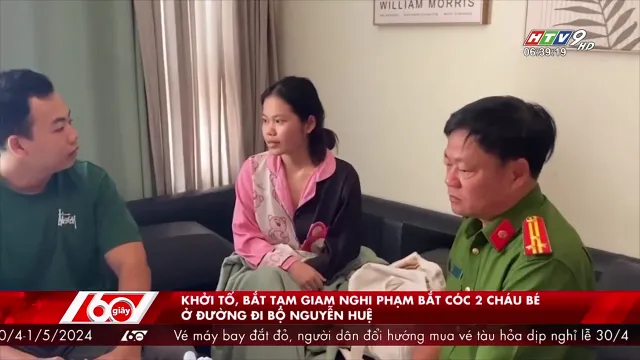 WILLIAM MORRIS
HTV9 HD
06:39:19
60 giây
KHỞI TỐ, BẮT TẠM GIAM NGHI PHẠM BẮT CÓC 2 CHÁU BÉ
Ở ĐƯỜNG ĐI BỘ NGUYỄN HUỆ
0/4-1/5/2024
Vé máy bay đắt đỏ, người dân đổi hướng mua vé tàu hỏa dịp nghỉ lễ 30/4